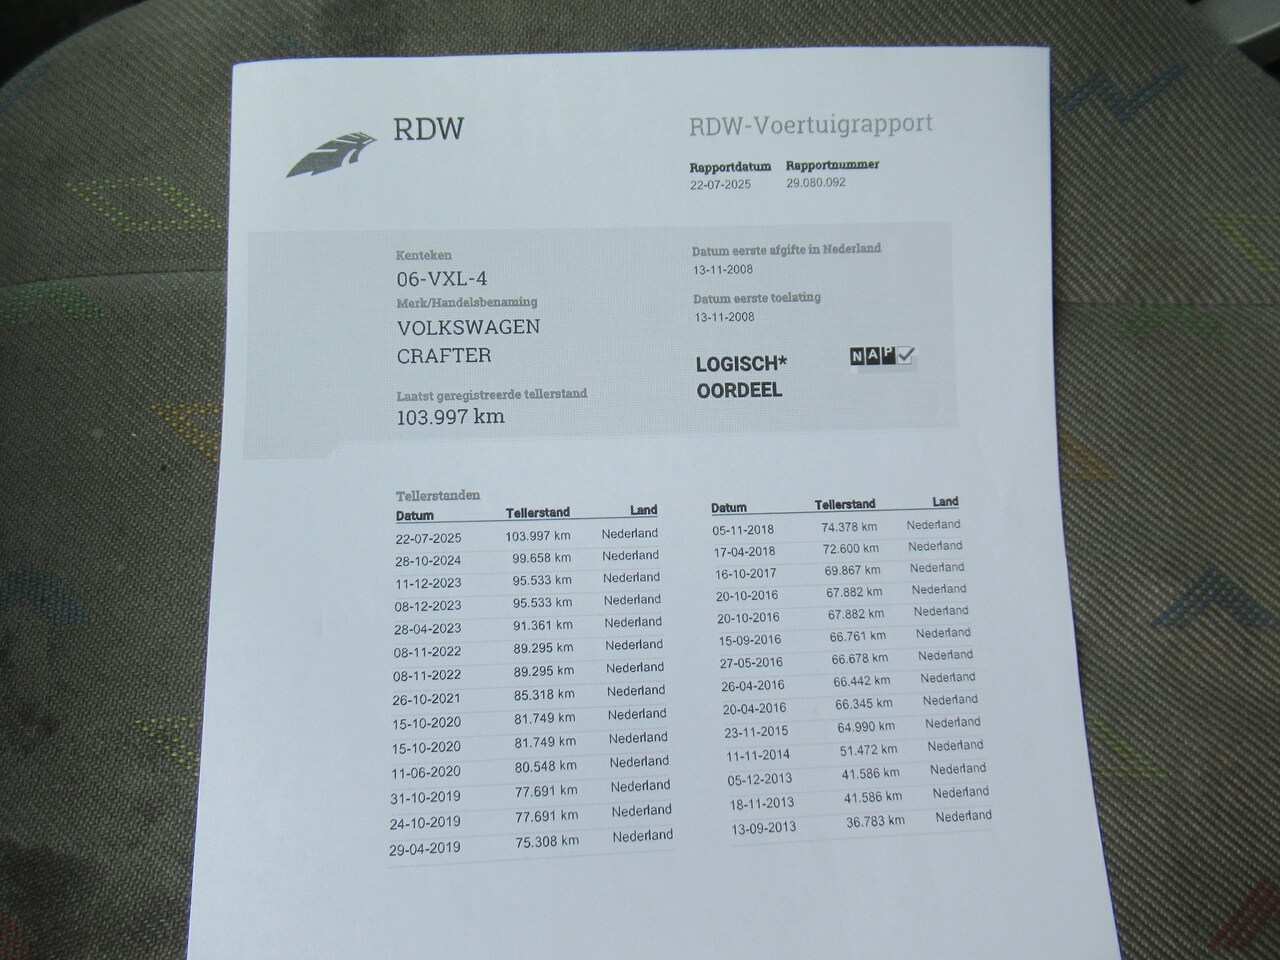 RDW
RDW-Voertuigrapport
Rapportdatum Rapportnummer
22-07-2025 29.080.092
Kenteken
06-VXL-4
Merk/Handelsbenaming
VOLKSWAGEN
CRAFTER
Laatst geregistreerde tellerstand
103.997 km
Datum eerste afgifte in Nederland
13-11-2008
Datum eerste toelating
13-11-2008
LOGISCH*
OORDEEL
NAP
Tellerstanden
Datum Tellerstand Land
22-07-2025 103.997 km Nederland
28-10-2024 99.658 km Nederland
11-12-2023 95.533 km Nederland
08-12-2023 95.533 km Nederland
28-04-2023 91.361 km Nederland
08-11-2022 89.295 km Nederland
08-11-2022 89.295 km Nederland
26-10-2021 85.318 km Nederland
15-10-2020 81.749 km Nederland
15-10-2020 81.749 km Nederland
11-06-2020 80.548 km Nederland
31-10-2019 77.691 km Nederland
24-10-2019 77.691 km Nederland
29-04-2019 75.308 km Nederland
Datum Tellerstand Land
05-11-2018 74.378 km Nederland
17-04-2018 72.600 km Nederland
16-10-2017 69.867 km Nederland
20-10-2016 67.882 km Nederland
20-10-2016 67.882 km Nederland
15-09-2016 66.761 km Nederland
27-05-2016 66.678 km Nederland
26-04-2016 66.442 km Nederland
20-04-2016 66.345 km Nederland
23-11-2015 64.990 km Nederland
11-11-2014 51.472 km Nederland
05-12-2013 41.586 km Nederland
18-11-2013 41.586 km Nederland
13-09-2013 36.783 km Nederland